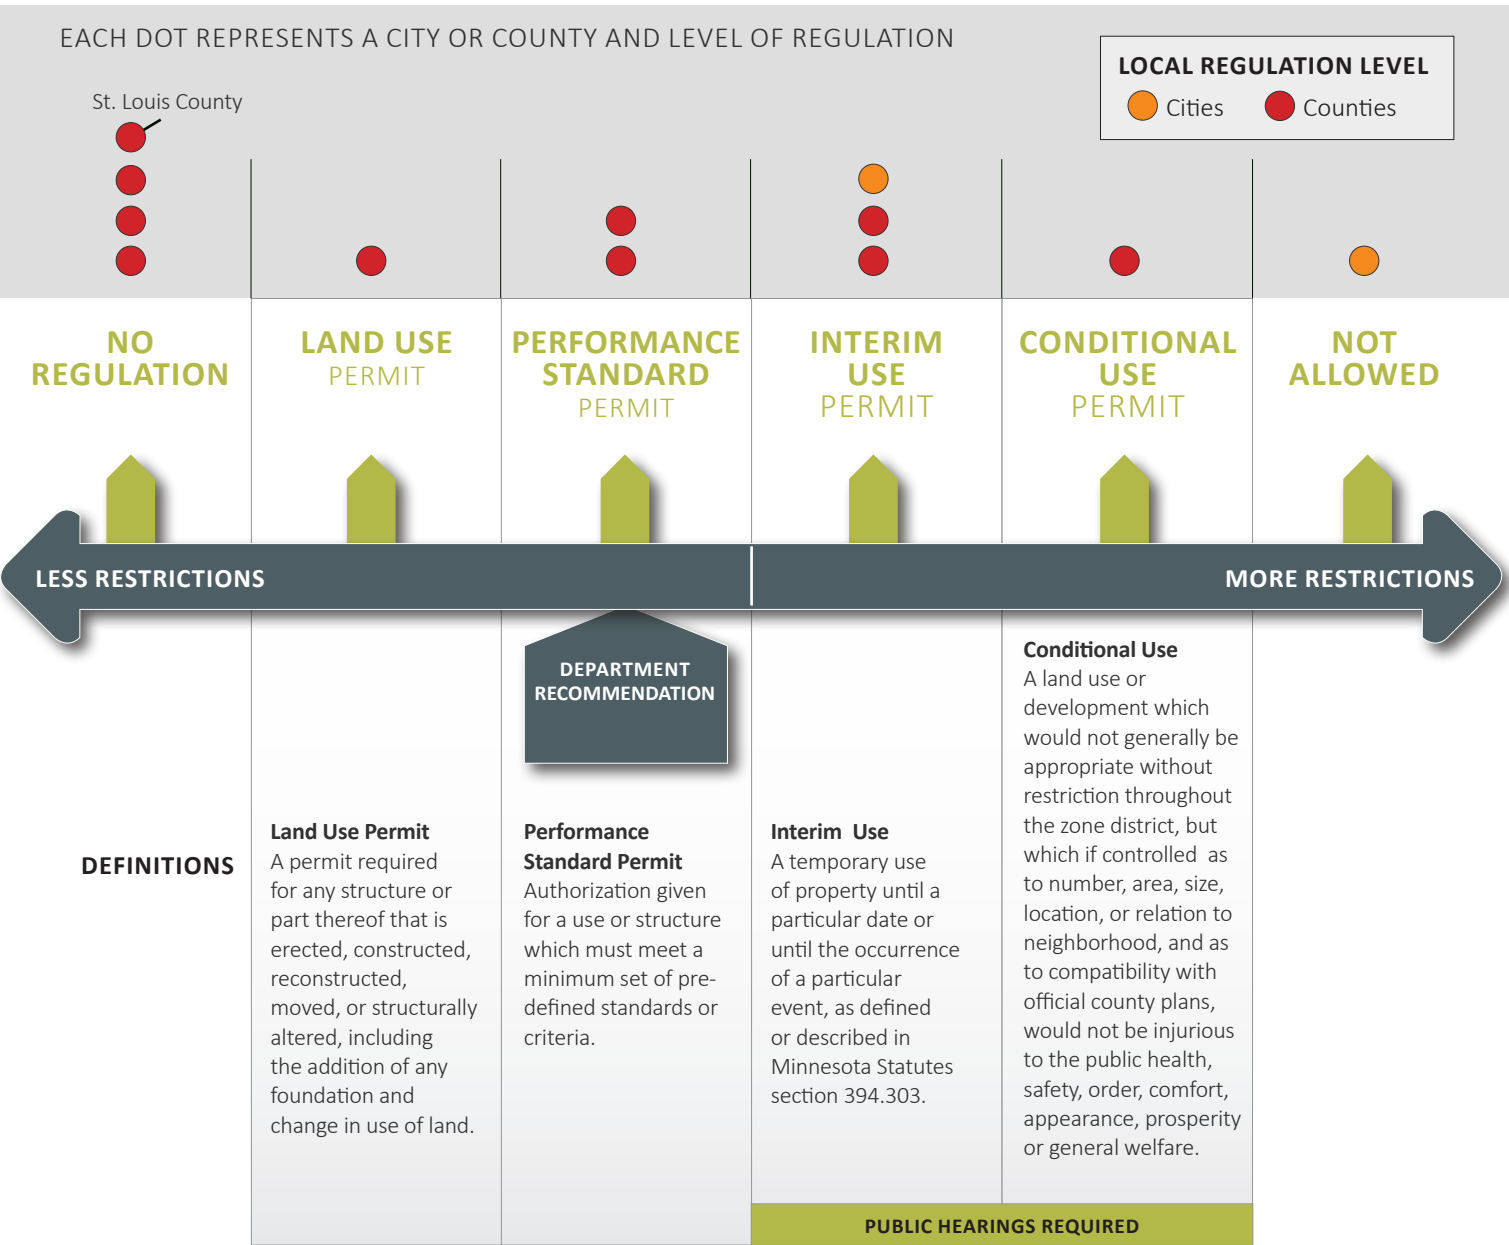 EACH DOT REPRESENTS A CITY OR COUNTY AND LEVEL OF REGULATION
LOCAL REGULATION LEVEL
Cities
Counties
St. Louis County
NO
REGULATION
LAND USE
PERMIT
PERFORMANCE
STANDARD
PERMIT
INTERIM
USE
PERMIT
CONDITIONAL
USE
PERMIT
NOT
ALLOWED
LESS RESTRICTIONS
MORE RESTRICTIONS
DEPARTMENT
RECOMMENDATION
DEFINITIONS
Land Use Permit
A permit required
for any structure or
part thereof that is
erected, constructed,
reconstructed,
moved, or structurally
altered, including
the addition of any
foundation and
change in use of land.
Performance
Standard Permit
Authorization given
for a use or structure
which must meet a
minimum set of pre-
defined standards or
criteria.
Interim  Use
A temporary use
of property until a
particular date or
until the occurrence
of a particular
event, as defined
or described in
Minnesota Statutes
section 394.303.
Conditional Use
A land use or
development which
would not generally be
appropriate without
restriction throughout
the zone district, but
which if controlled  as
to number, area, size,
location, or relation to
neighborhood, and as
to compatibility with
official county plans,
would not be injurious
to the public health,
safety, order, comfort,
appearance, prosperity
or general welfare.
PUBLIC HEARINGS REQUIRED